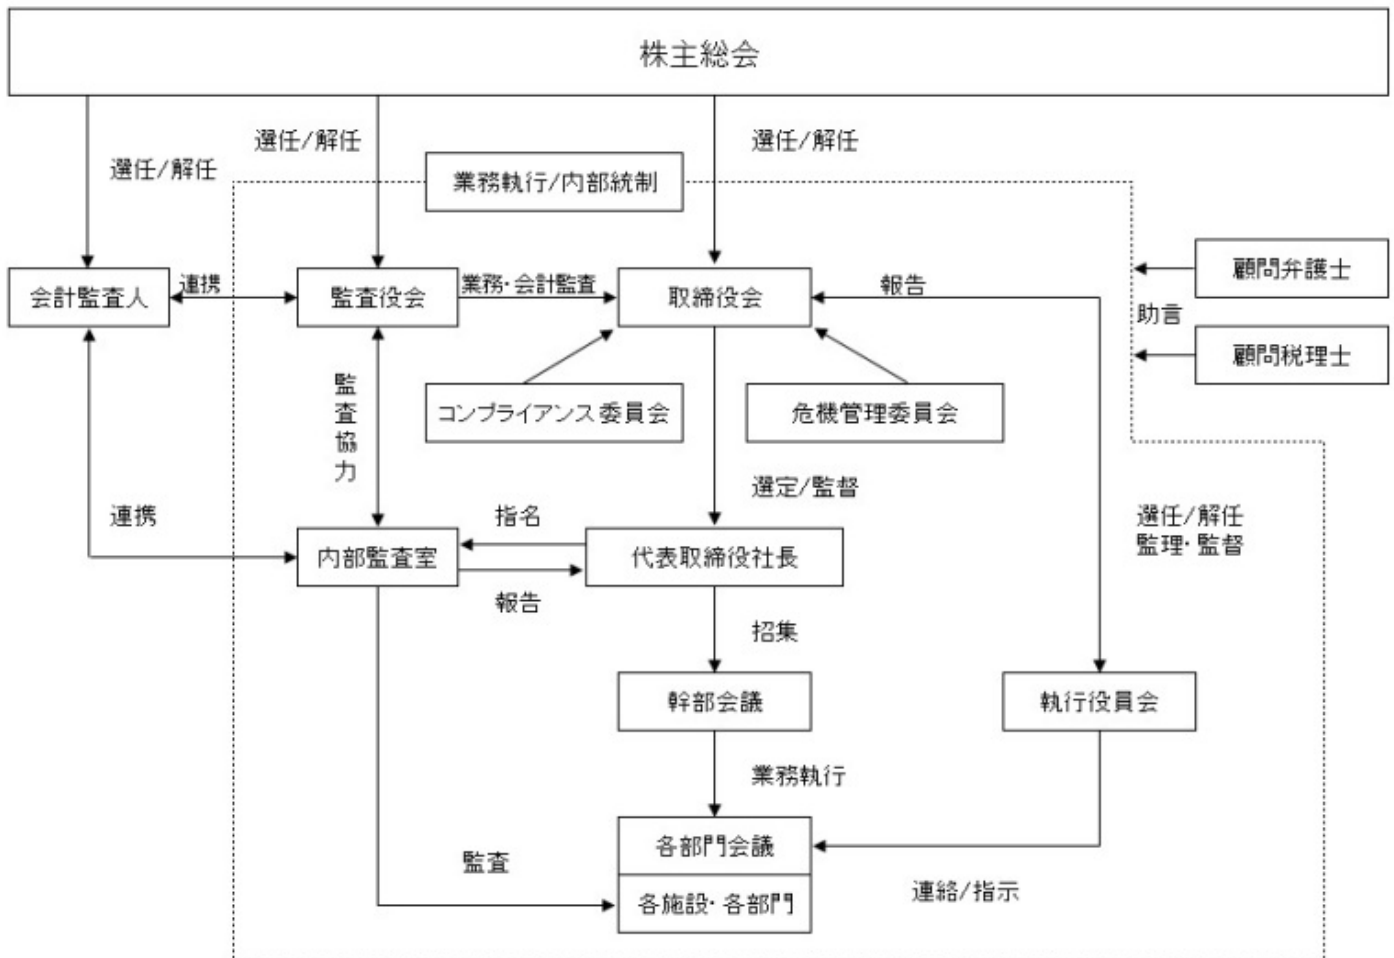 株主総会
選任/解任
選任/解任
選任/解任
業務執行/内部統制
会計監査人
連携
監査役会
業務・会計監査
取締役会
報告
顧問弁護士
助言
顧問税理士
監査協力
コンプライアンス委員会
危機管理委員会
選定/監督
連携
指名
選任/解任
監理・監督
内部監査室
代表取締役社長
報告
招集
幹部会議
執行役員会
業務執行
各部門会議
監査
連絡/指示
各施設・各部門